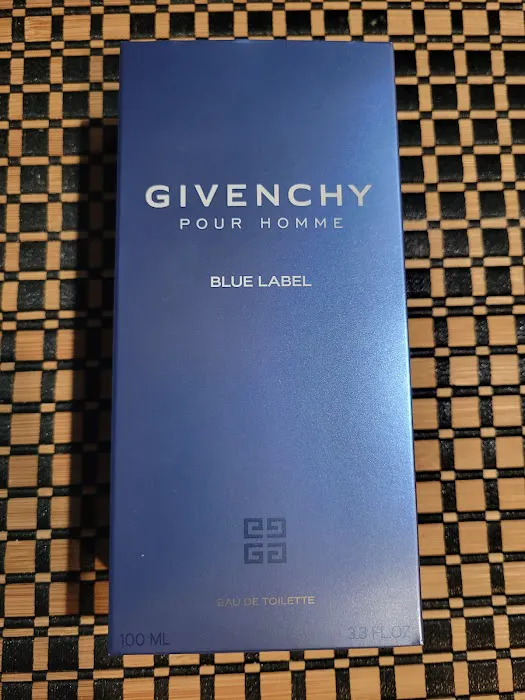 GIVENCHY
POUR HOMME
BLUE LABEL
EAU DE TOILETTE
100 ML 3.3 FL.OZ